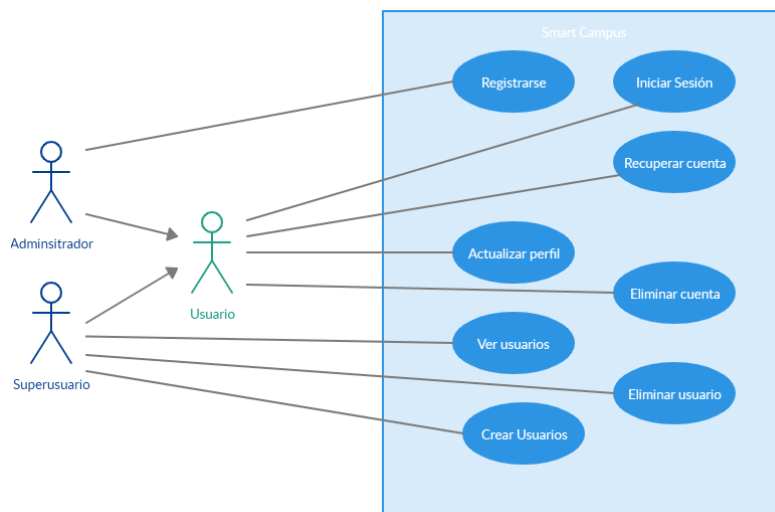 Smart Campus
Registrarse
Iniciar Sesión
Recuperar cuenta
Adminsitrador
Actualizar perfil
Usuario
Eliminar cuenta
Ver usuarios
Superusuario
Eliminar usuario
Crear Usuarios